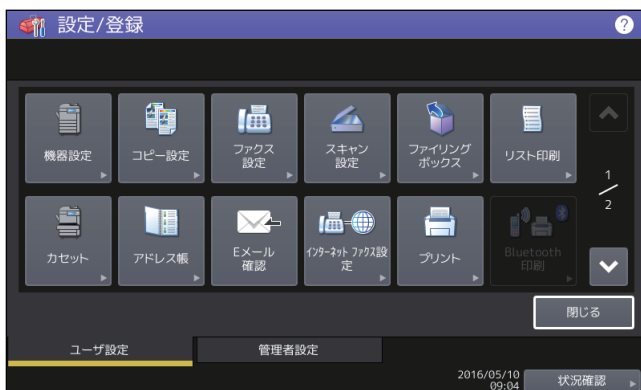 設定/登録
?
機器設定
コピー設定
ファクス
設定
スキャン
設定
ファイリング
ボックス
リスト印刷
1
2
カセット
アドレス帳
Eメール
確認
インターネット ファクス設
定
プリント
Bluetooth
印刷
閉じる
ユーザ設定
管理者設定
2016/05/10
09:04
状況確認